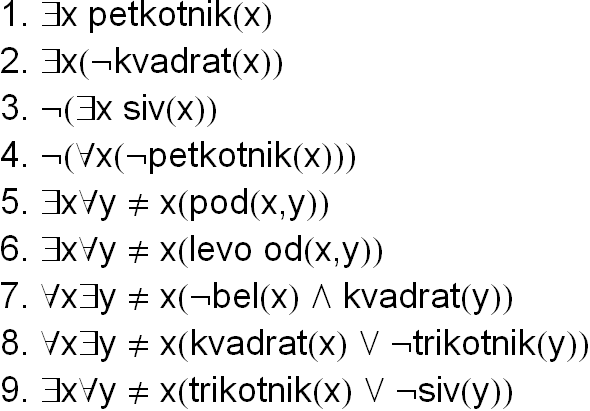 1. ∃x petkotnik(x)
2. ∃x(¬kvadrat(x))
3. ¬(∃x siv(x))
4. ¬(∀x(¬petkotnik(x)))
5. ∃x∀y ≠ x(pod(x,y))
6. ∃x∀y ≠ x(levo od(x,y))
7. ∀x∃y ≠ x(¬bel(x) ∧ kvadrat(y))
8. ∀x∃y ≠ x(kvadrat(x) ∨ ¬trikotnik(y))
9. ∃x∀y ≠ x(trikotnik(x) ∨ ¬siv(y))